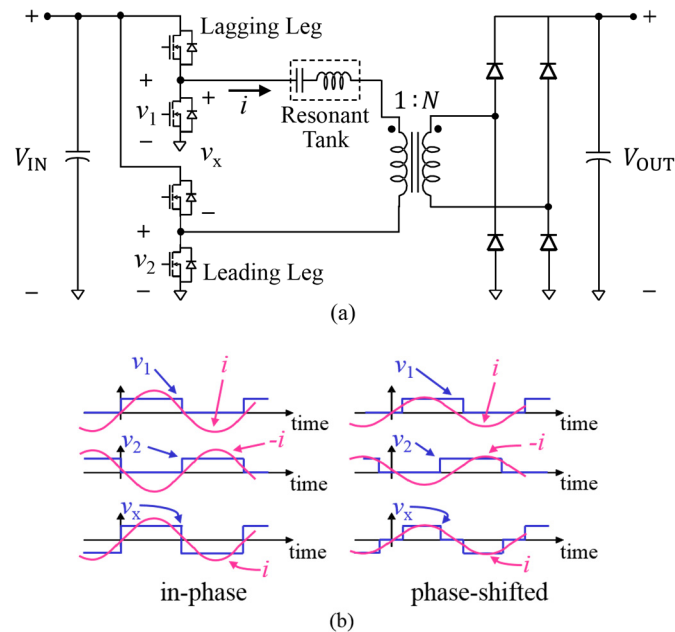 (a)
+ Lagging Leg +
+ + i Resonant Tank 1:N
v1
− vx
VIN VOUT
−
+
v2 Leading Leg
− − −
(a)
v1 i v1 i
time time
v2 -i v2 -i
time time
vx vx
time time
i i
in-phase phase-shifted
(b)